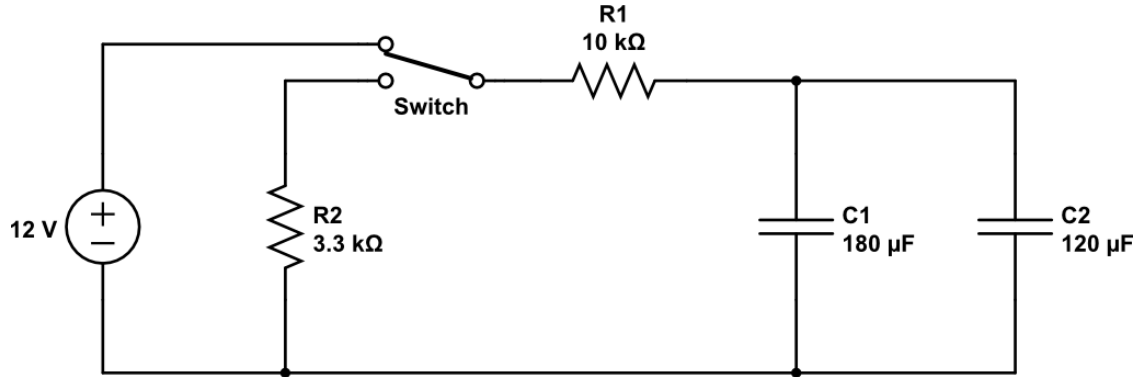 R1
10 kΩ
Switch
12 V
R2
3.3 kΩ
C1
180 µF
C2
120 µF